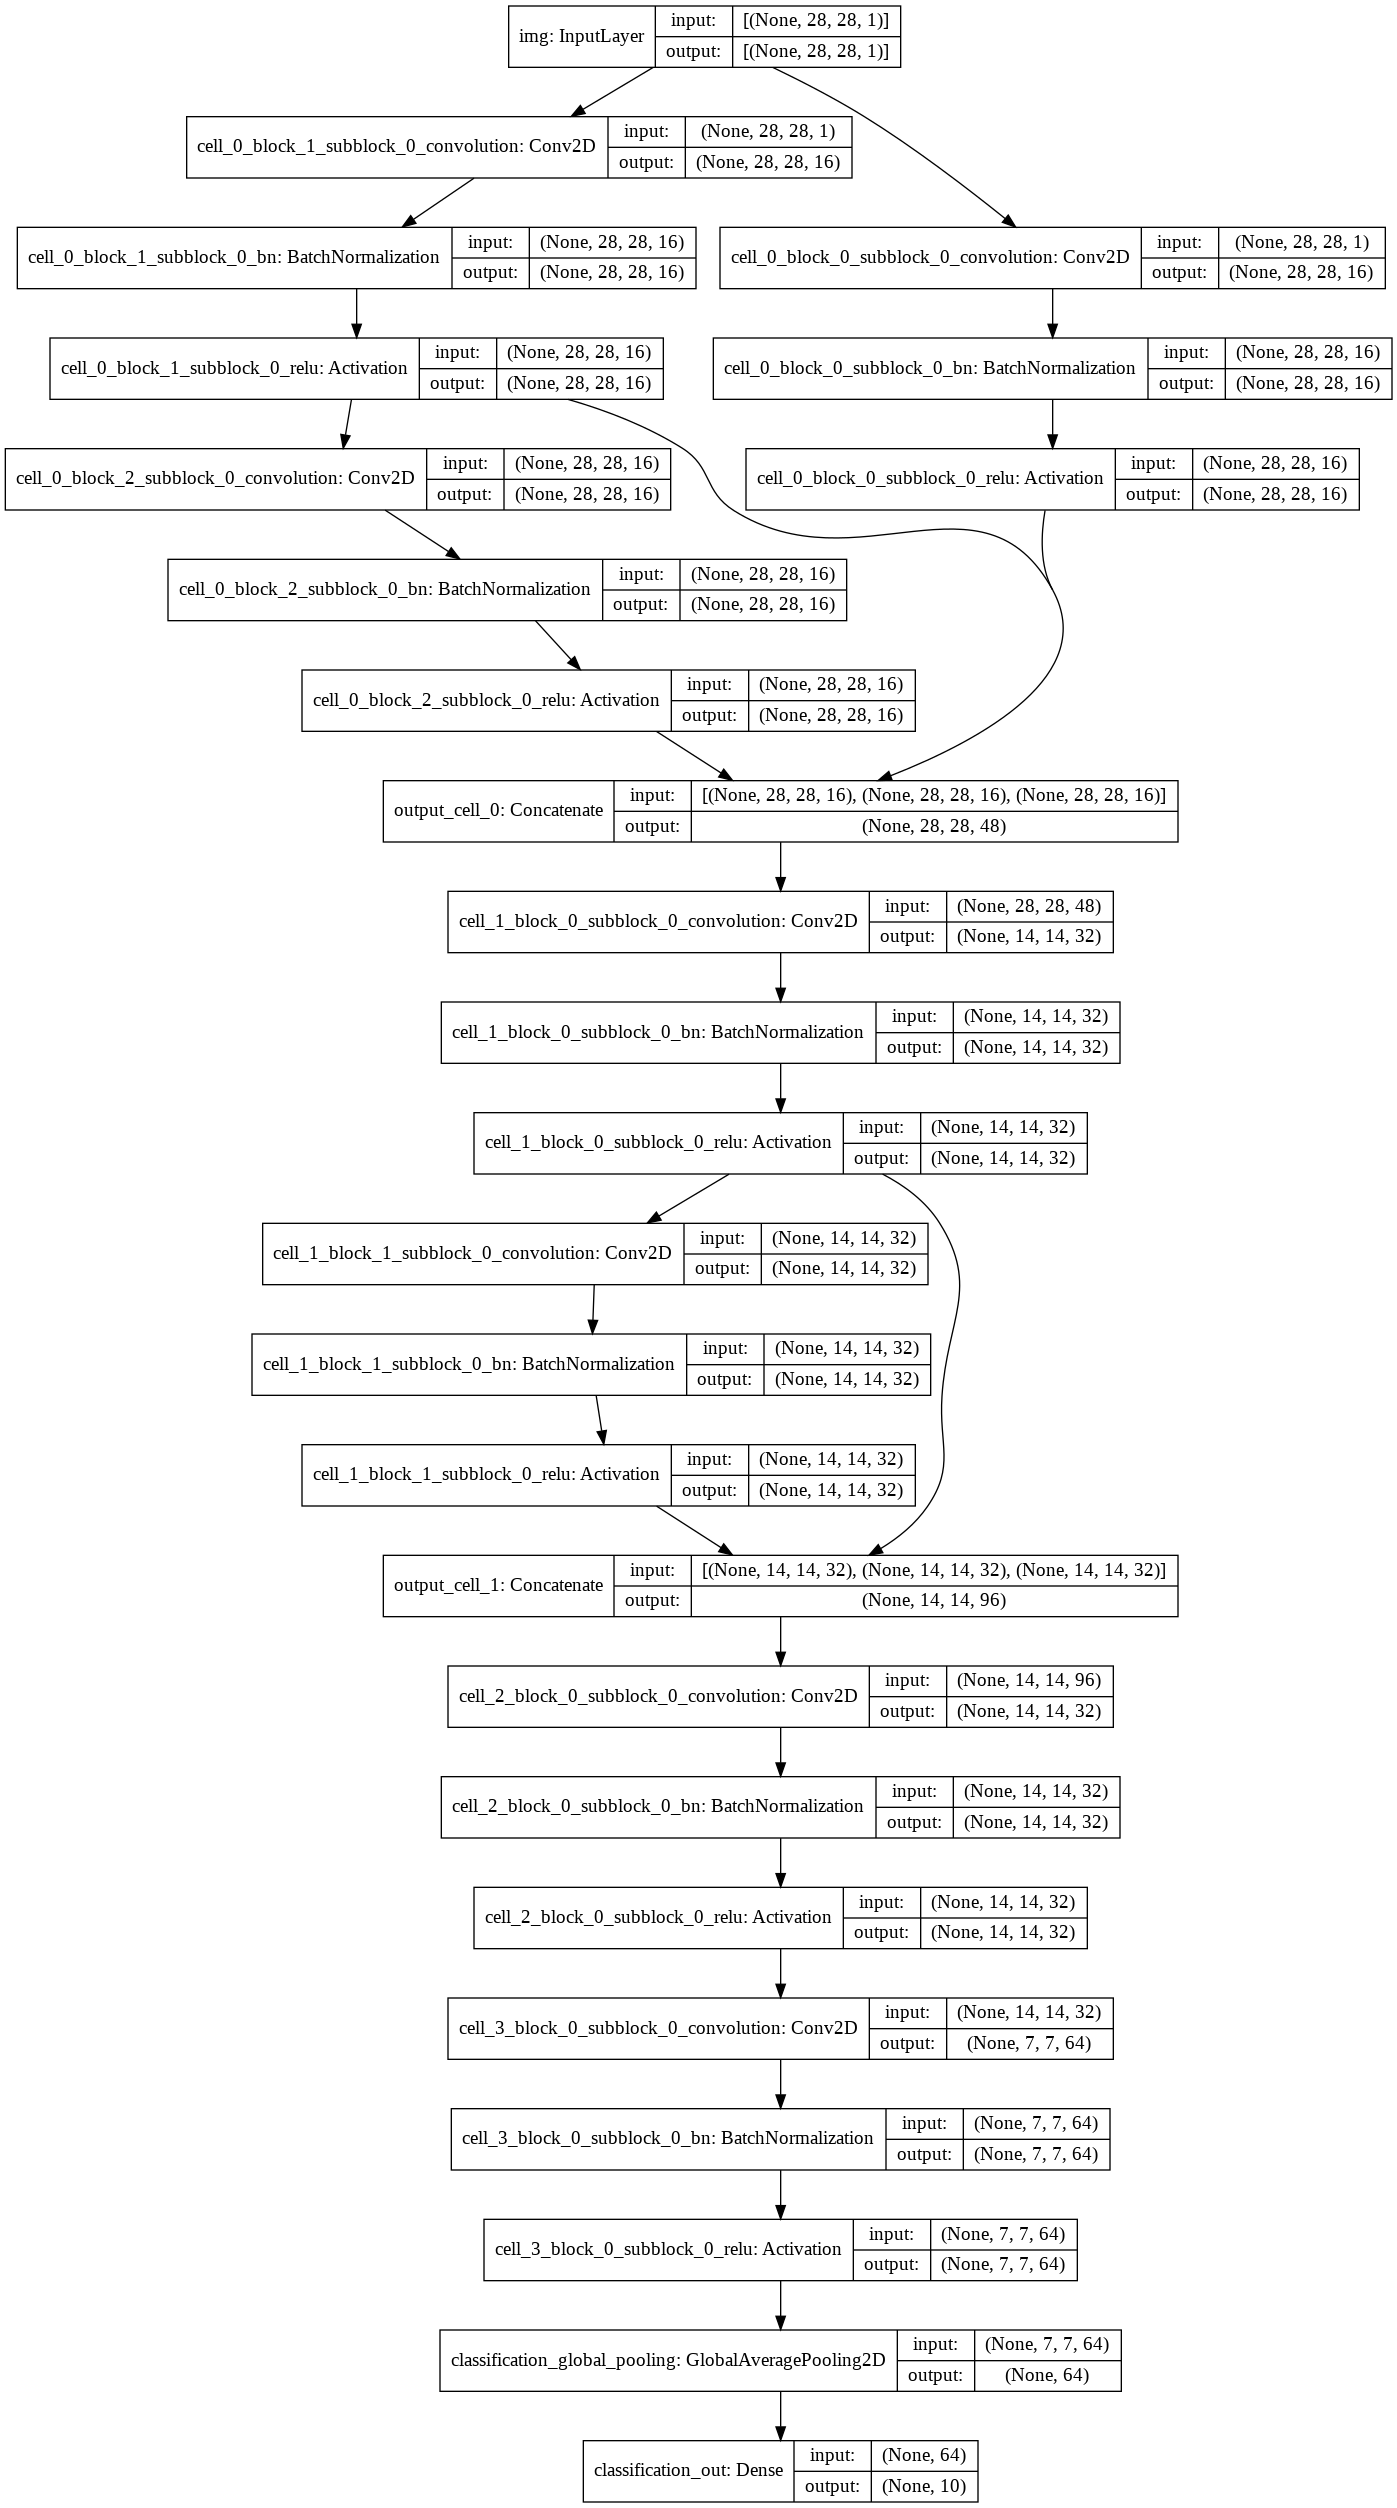 img: InputLayer
input: [(None, 28, 28, 1)]
output: [(None, 28, 28, 1)]
cell_0_block_1_subblock_0_convolution: Conv2D
input: (None, 28, 28, 1)
output: (None, 28, 28, 16)
cell_0_block_1_subblock_0_bn: BatchNormalization
input: (None, 28, 28, 16)
output: (None, 28, 28, 16)
cell_0_block_0_subblock_0_convolution: Conv2D
input: (None, 28, 28, 1)
output: (None, 28, 28, 16)
cell_0_block_1_subblock_0_relu: Activation
input: (None, 28, 28, 16)
output: (None, 28, 28, 16)
cell_0_block_0_subblock_0_bn: BatchNormalization
input: (None, 28, 28, 16)
output: (None, 28, 28, 16)
cell_0_block_2_subblock_0_convolution: Conv2D
input: (None, 28, 28, 16)
output: (None, 28, 28, 16)
cell_0_block_0_subblock_0_relu: Activation
input: (None, 28, 28, 16)
output: (None, 28, 28, 16)
cell_0_block_2_subblock_0_bn: BatchNormalization
input: (None, 28, 28, 16)
output: (None, 28, 28, 16)
cell_0_block_2_subblock_0_relu: Activation
input: (None, 28, 28, 16)
output: (None, 28, 28, 16)
output_cell_0: Concatenate
input: [(None, 28, 28, 16), (None, 28, 28, 16), (None, 28, 28, 16)]
output: (None, 28, 28, 48)
cell_1_block_0_subblock_0_convolution: Conv2D
input: (None, 28, 28, 48)
output: (None, 14, 14, 32)
cell_1_block_0_subblock_0_bn: BatchNormalization
input: (None, 14, 14, 32)
output: (None, 14, 14, 32)
cell_1_block_0_subblock_0_relu: Activation
input: (None, 14, 14, 32)
output: (None, 14, 14, 32)
cell_1_block_1_subblock_0_convolution: Conv2D
input: (None, 14, 14, 32)
output: (None, 14, 14, 32)
cell_1_block_1_subblock_0_bn: BatchNormalization
input: (None, 14, 14, 32)
output: (None, 14, 14, 32)
cell_1_block_1_subblock_0_relu: Activation
input: (None, 14, 14, 32)
output: (None, 14, 14, 32)
output_cell_1: Concatenate
input: [(None, 14, 14, 32), (None, 14, 14, 32), (None, 14, 14, 32)]
output: (None, 14, 14, 96)
cell_2_block_0_subblock_0_convolution: Conv2D
input: (None, 14, 14, 96)
output: (None, 14, 14, 32)
cell_2_block_0_subblock_0_bn: BatchNormalization
input: (None, 14, 14, 32)
output: (None, 14, 14, 32)
cell_2_block_0_subblock_0_relu: Activation
input: (None, 14, 14, 32)
output: (None, 14, 14, 32)
cell_3_block_0_subblock_0_convolution: Conv2D
input: (None, 14, 14, 32)
output: (None, 7, 7, 64)
cell_3_block_0_subblock_0_bn: BatchNormalization
input: (None, 7, 7, 64)
output: (None, 7, 7, 64)
cell_3_block_0_subblock_0_relu: Activation
input: (None, 7, 7, 64)
output: (None, 7, 7, 64)
classification_global_pooling: GlobalAveragePooling2D
input: (None, 7, 7, 64)
output: (None, 64)
classification_out: Dense
input: (None, 64)
output: (None, 10)